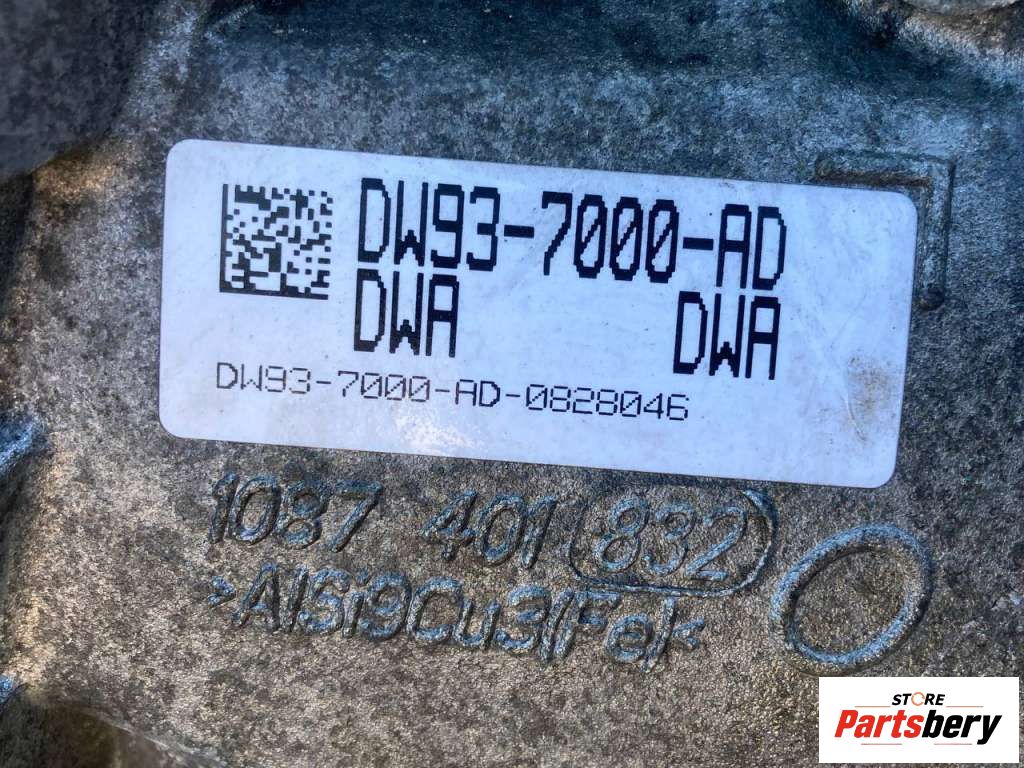 DW93-7000-AD
DWA DWA
DW93-7000-AD-0828046
1087 401 832
>AlSi9Cu3(Fe)<
STORE
Partsbery